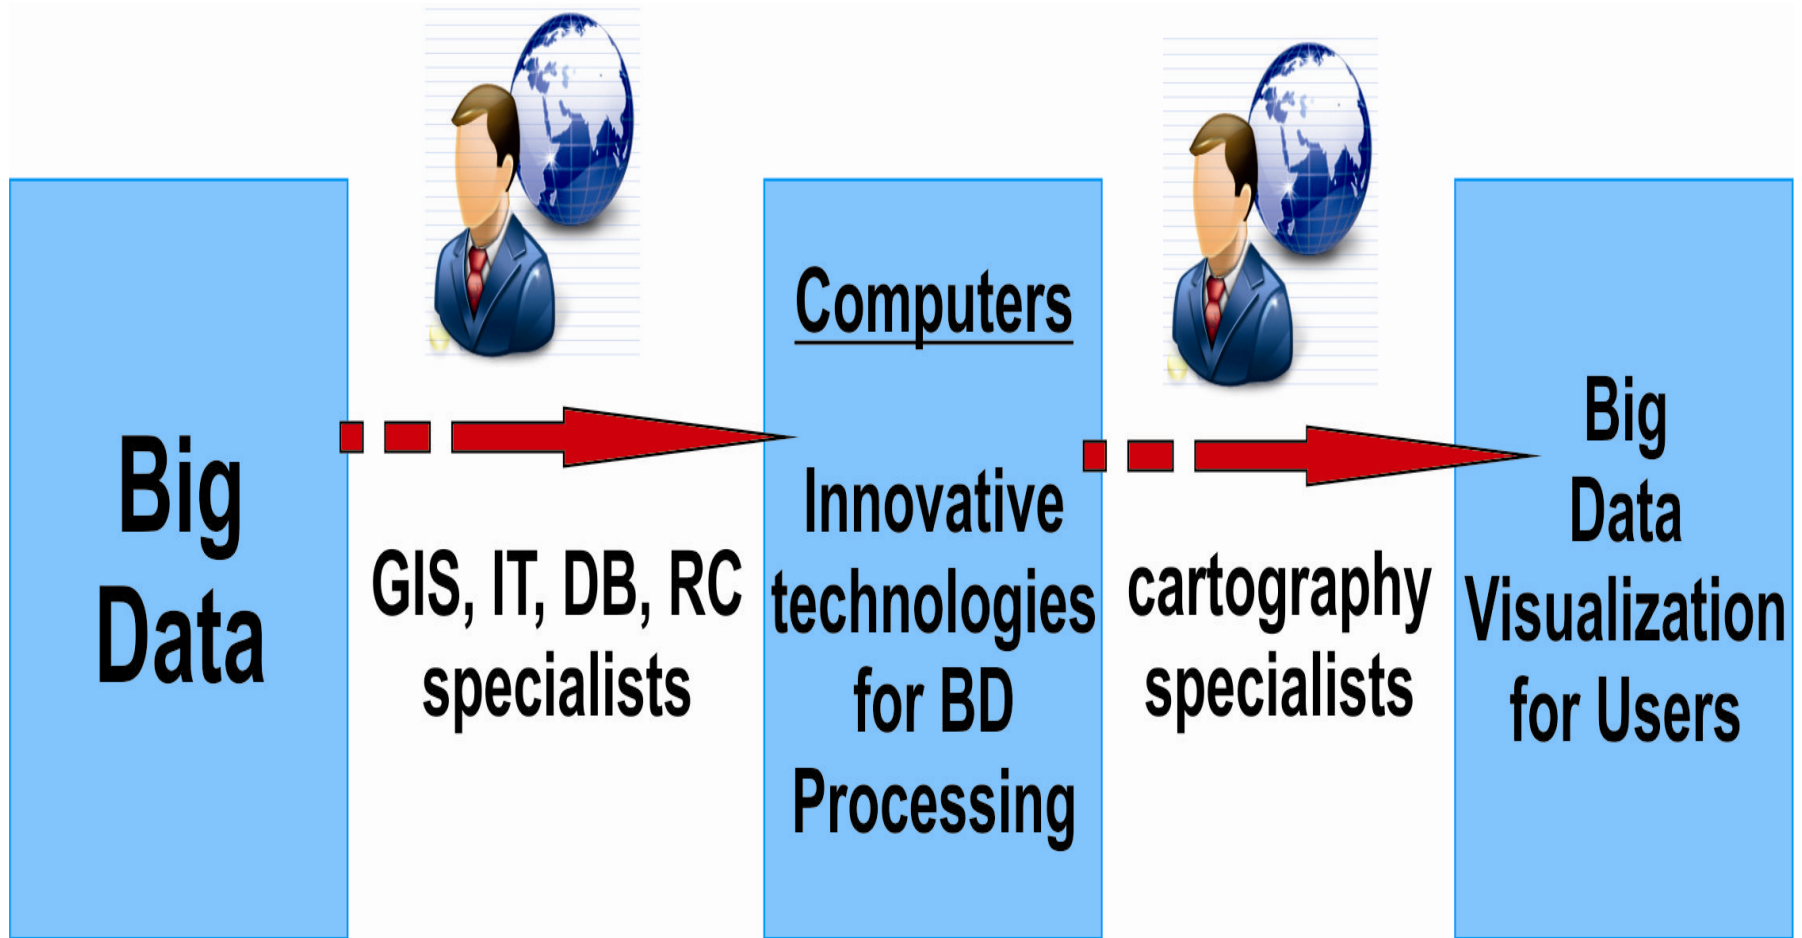 Big
Data
GIS, IT, DB, RC
specialists
Computers
Innovative
technologies
for BD
Processing
cartography
specialists
Big
Data
Visualization
for Users